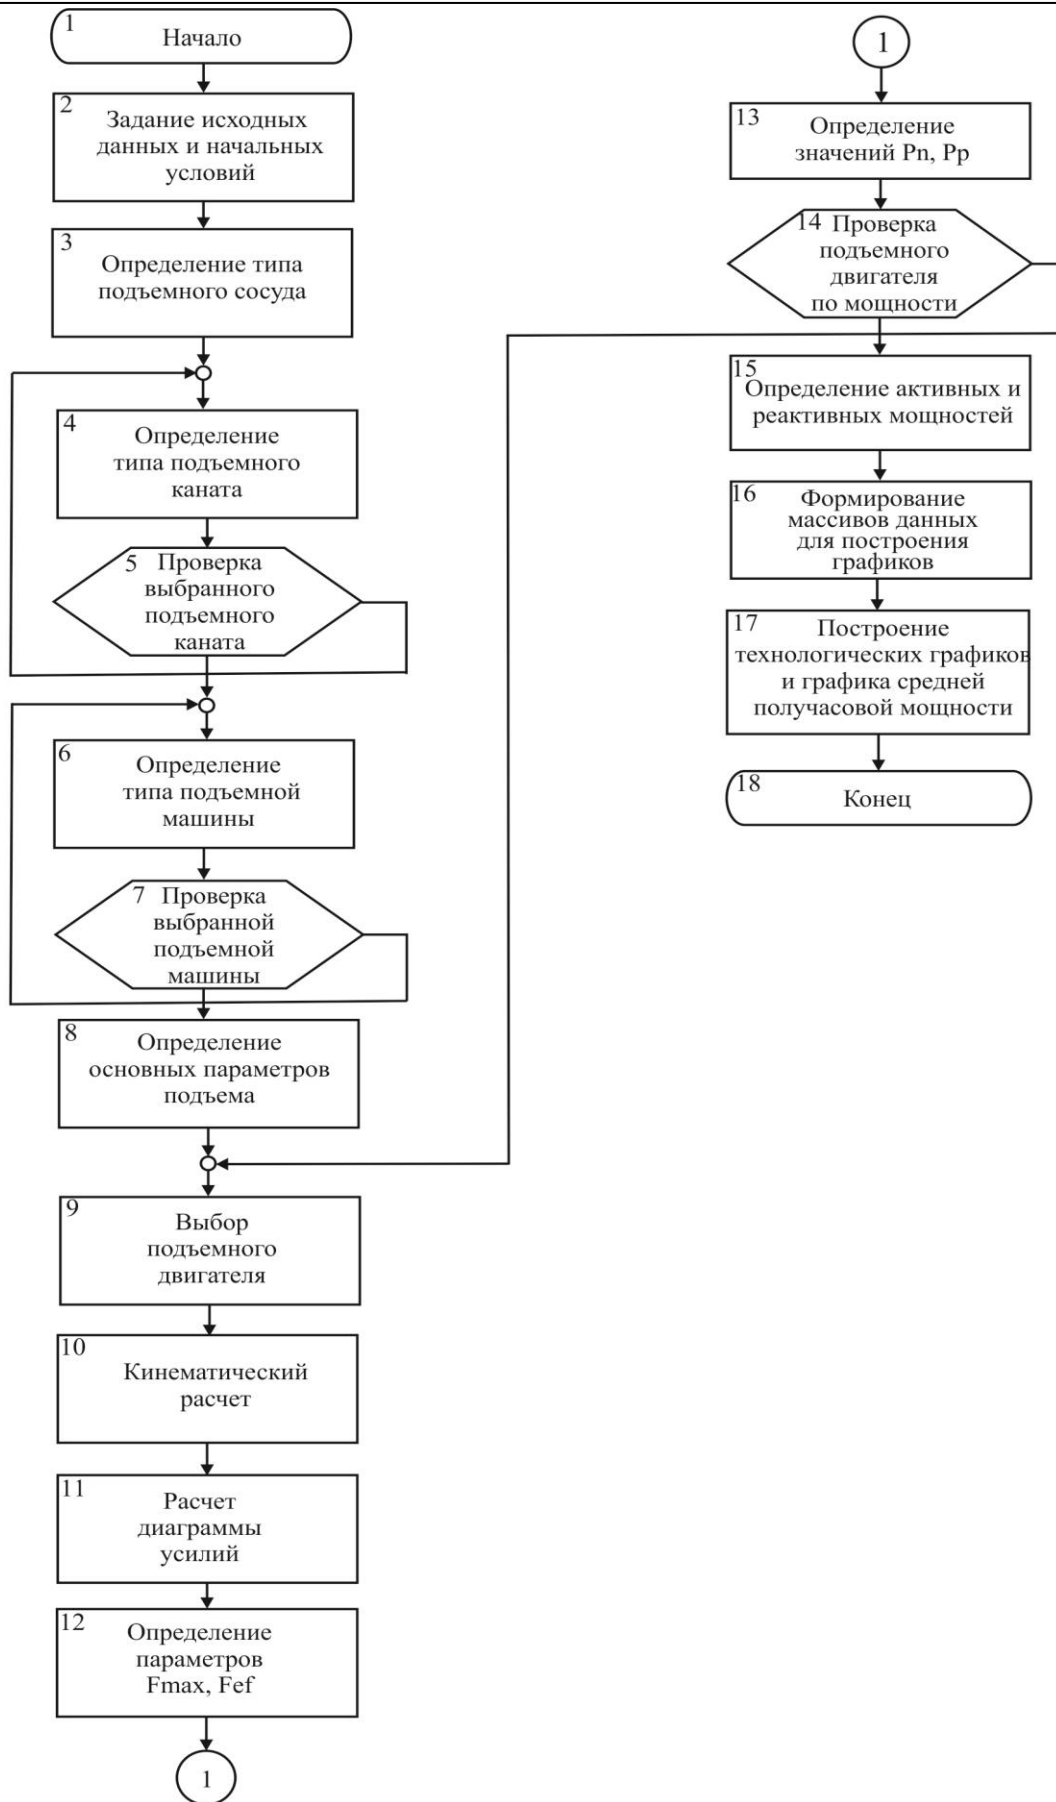 1
Начало
2
Задание исходных
данных и начальных
условий
3
Определение типа
подъемного сосуда
4
Определение
типа подъемного
каната
5 Проверка
выбранного
подъемного
каната
6
Определение
типа подъемной
машины
7 Проверка
выбранной
подъемной
машины
8
Определение
основных параметров
подъема
9
Выбор
подъемного
двигателя
10
Кинематический
расчет
11
Расчет
диаграммы
усилий
12
Определение
параметров
Fmax, Fef
1
1
13
Определение
значений Pn, Pp
14 Проверка
подъемного
двигателя
по мощности
15
Определение активных и
реактивных мощностей
16
Формирование
массивов данных
для построения
графиков
17
Построение
технологических графиков
и графика средней
получасовой мощности
18
Конец